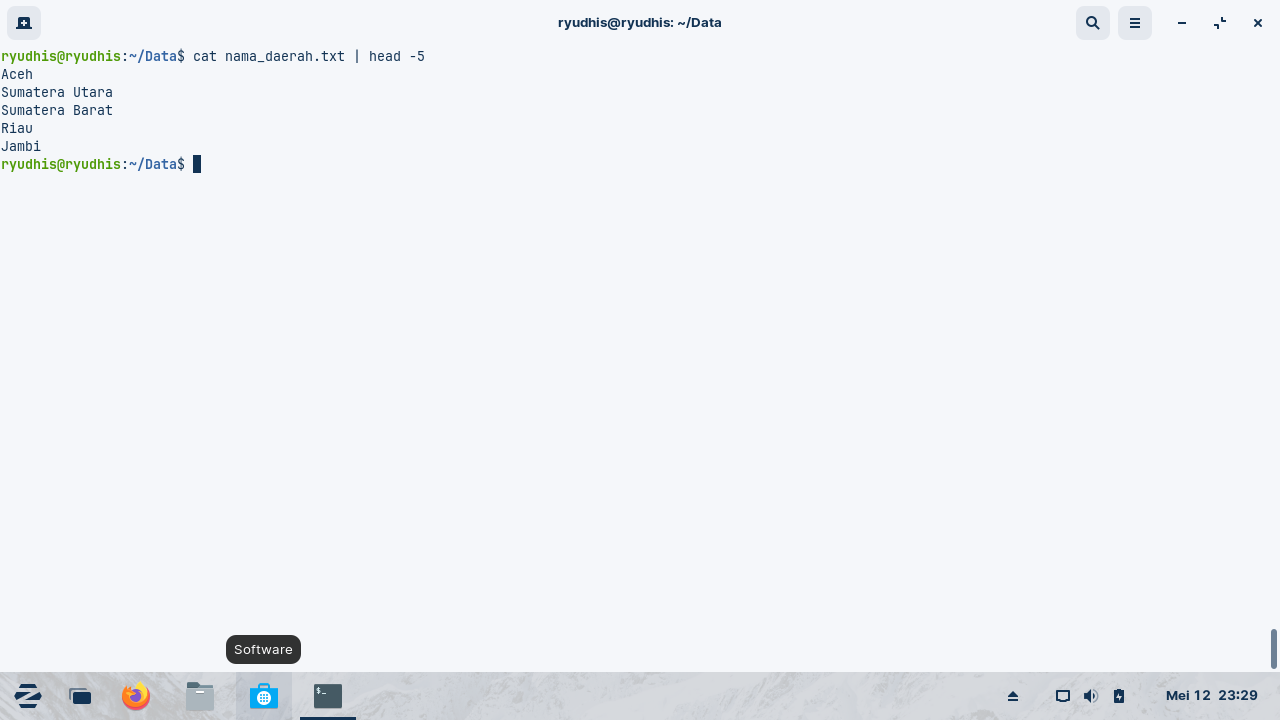 ryudhis@ryudhis: ~/Data
ryudhis@ryudhis:~/Data$ cat nama_daerah.txt | head -5
Aceh
Sumatera Utara
Sumatera Barat
Riau
Jambi
ryudhis@ryudhis:~/Data$
Software
$_
Mei 12 23:29